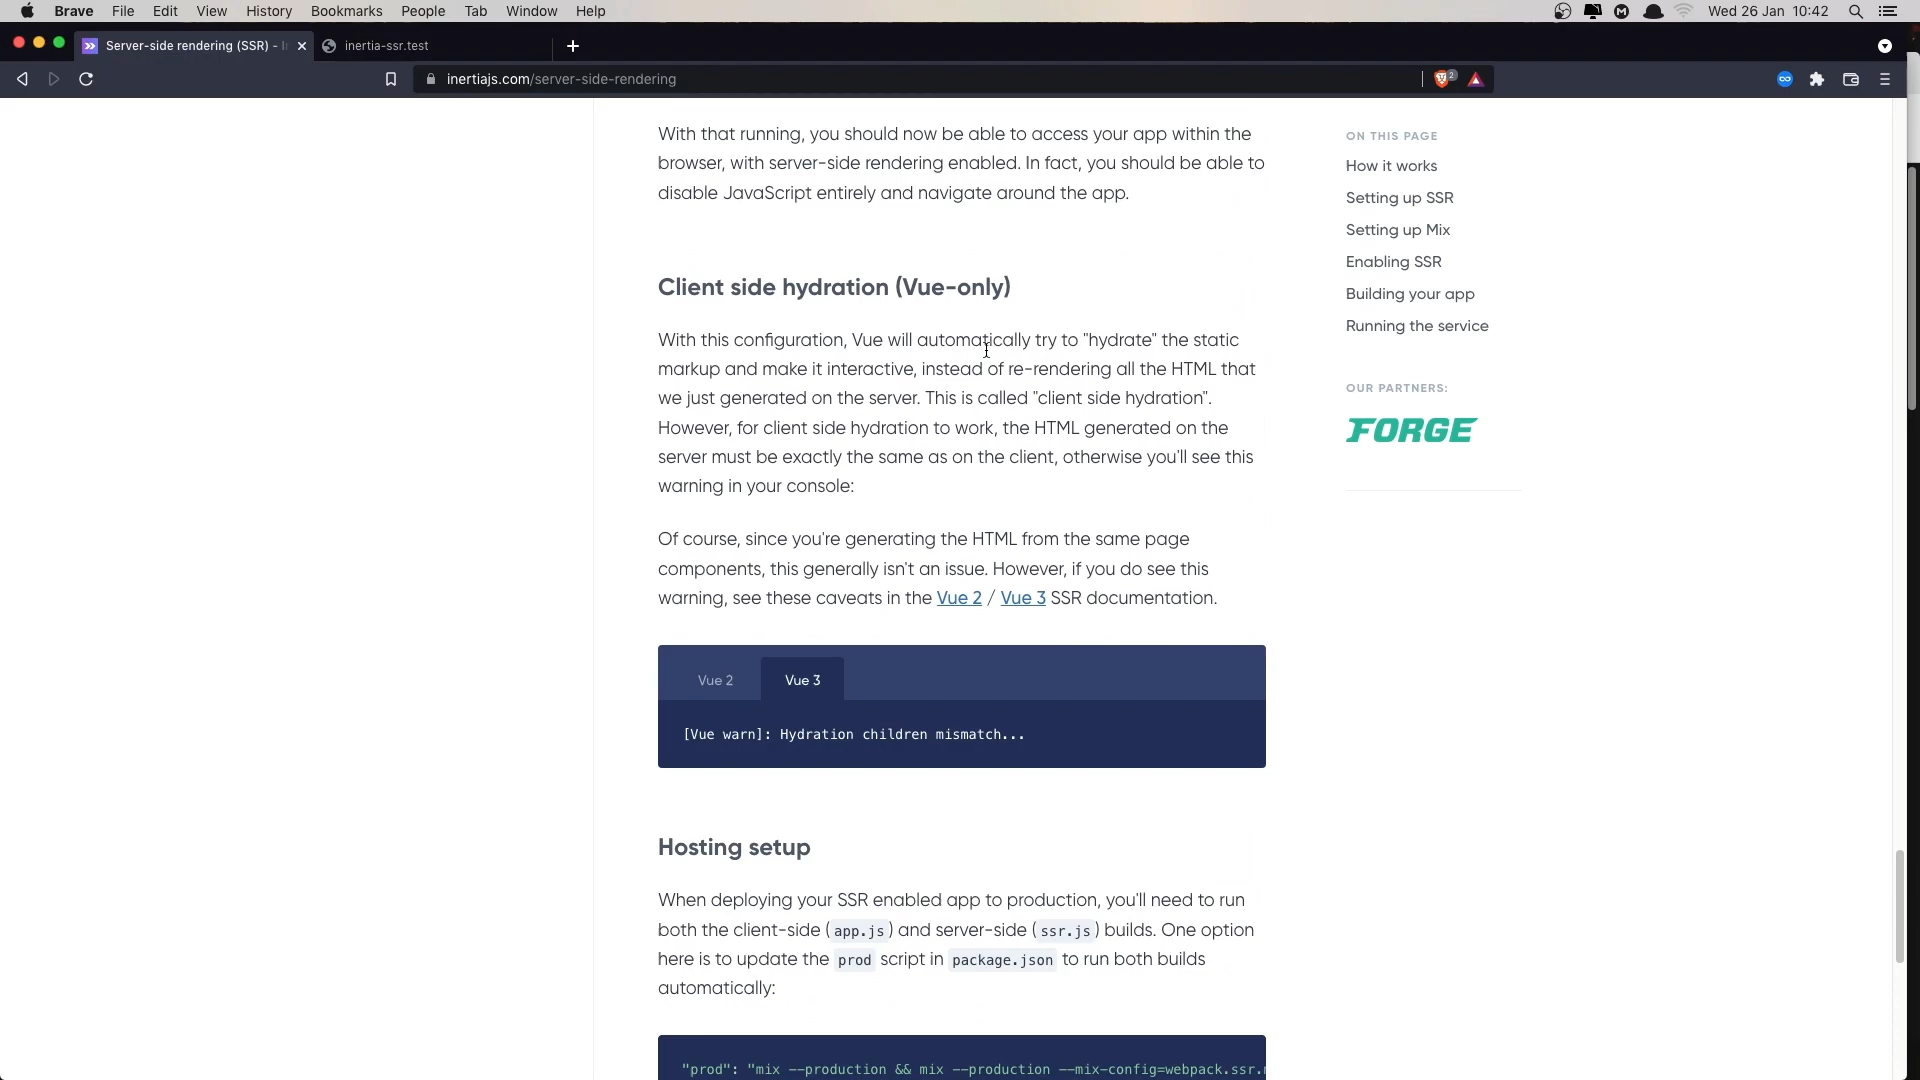 Brave File Edit View History Bookmarks People Tab Window Help Wed 26 Jan 10:42
Server-side rendering (SSR) - inertia-ssr.test
inertiajs.com/server-side-rendering 2
With that running, you should now be able to access your app within the
browser, with server-side rendering enabled. In fact, you should be able to
disable JavaScript entirely and navigate around the app.
Client side hydration (Vue-only)
With this configuration, Vue will automatically try to "hydrate" the static
markup and make it interactive, instead of re-rendering all the HTML that
we just generated on the server. This is called "client side hydration".
However, for client side hydration to work, the HTML generated on the
server must be exactly the same as on the client, otherwise you'll see this
warning in your console:
Of course, since you're generating the HTML from the same page
components, this generally isn't an issue. However, if you do see this
warning, see these caveats in the Vue 2 / Vue 3 SSR documentation.
Vue 2 Vue 3
[Vue warn]: Hydration children mismatch...
Hosting setup
When deploying your SSR enabled app to production, you'll need to run
both the client-side (app.js) and server-side (ssr.js) builds. One option
here is to update the prod script in package.json to run both builds
automatically:
"prod": "mix --production && mix --production --mix-config=webpack.ssr.
ON THIS PAGE
How it works
Setting up SSR
Setting up Mix
Enabling SSR
Building your app
Running the service
OUR PARTNERS:
FORGE